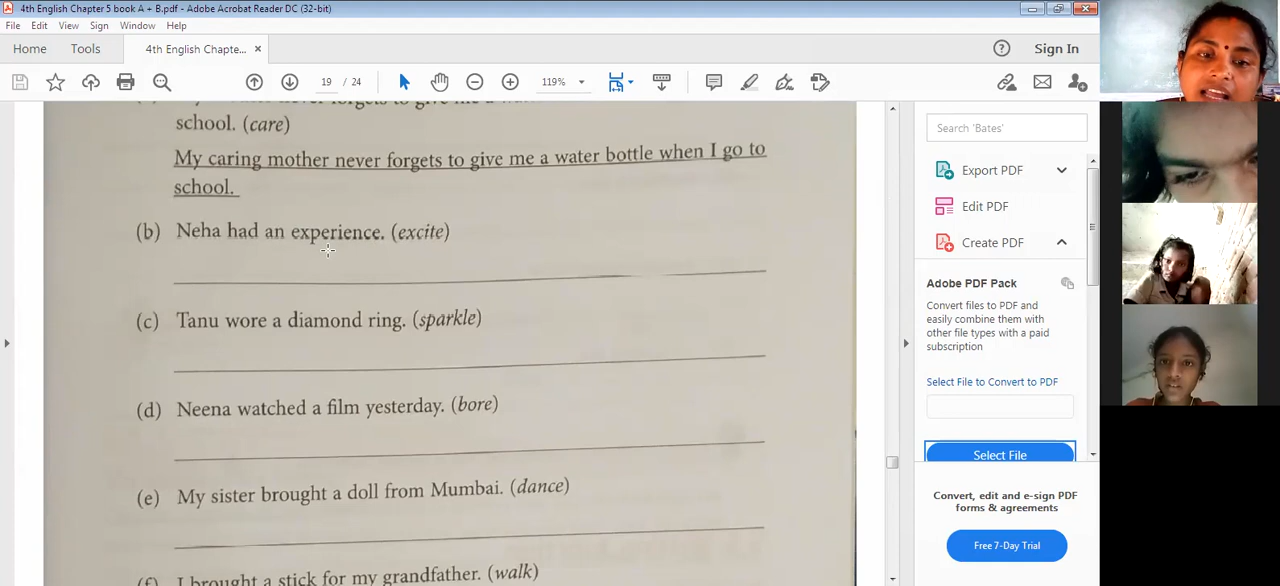 4th English Chapter 5 book A + B.pdf - Adobe Acrobat Reader DC (32-bit)
File Edit View Sign Window Help
Home Tools 4th English Chapte... × Sign In
19 / 24 119%
school. (care)
My caring mother never forgets to give me a water bottle when I go to
school.
(b) Neha had an experience. (excite)
(c) Tanu wore a diamond ring. (sparkle)
(d) Neena watched a film yesterday. (bore)
(e) My sister brought a doll from Mumbai. (dance)
(f) I brought a stick for my grandfather. (walk)
Search 'Bates'
Export PDF
Edit PDF
Create PDF
Adobe PDF Pack
Convert files to PDF and
easily combine them with
other file types with a paid
subscription
Select File to Convert to PDF
Select File
Convert, edit and e-sign PDF
forms & agreements
Free 7-Day Trial